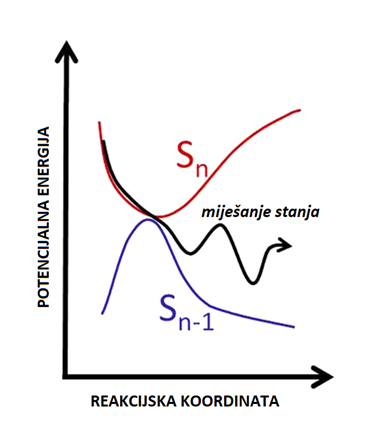 POTENCIJALNA ENERGIJA
Sn
miješanje stanja
Sn-1
REAKCIJSKA KOORDINATA